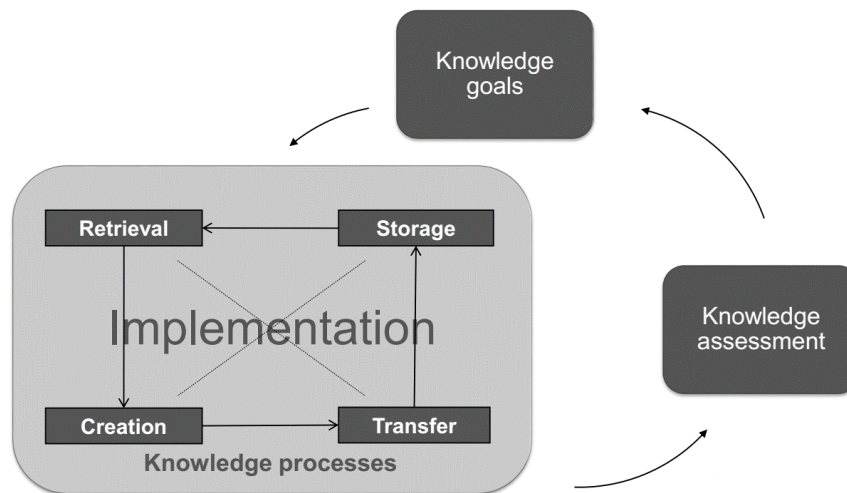 Knowledge
goals
Retrieval
Storage
Implementation
Knowledge
assessment
Creation
Transfer
Knowledge processes